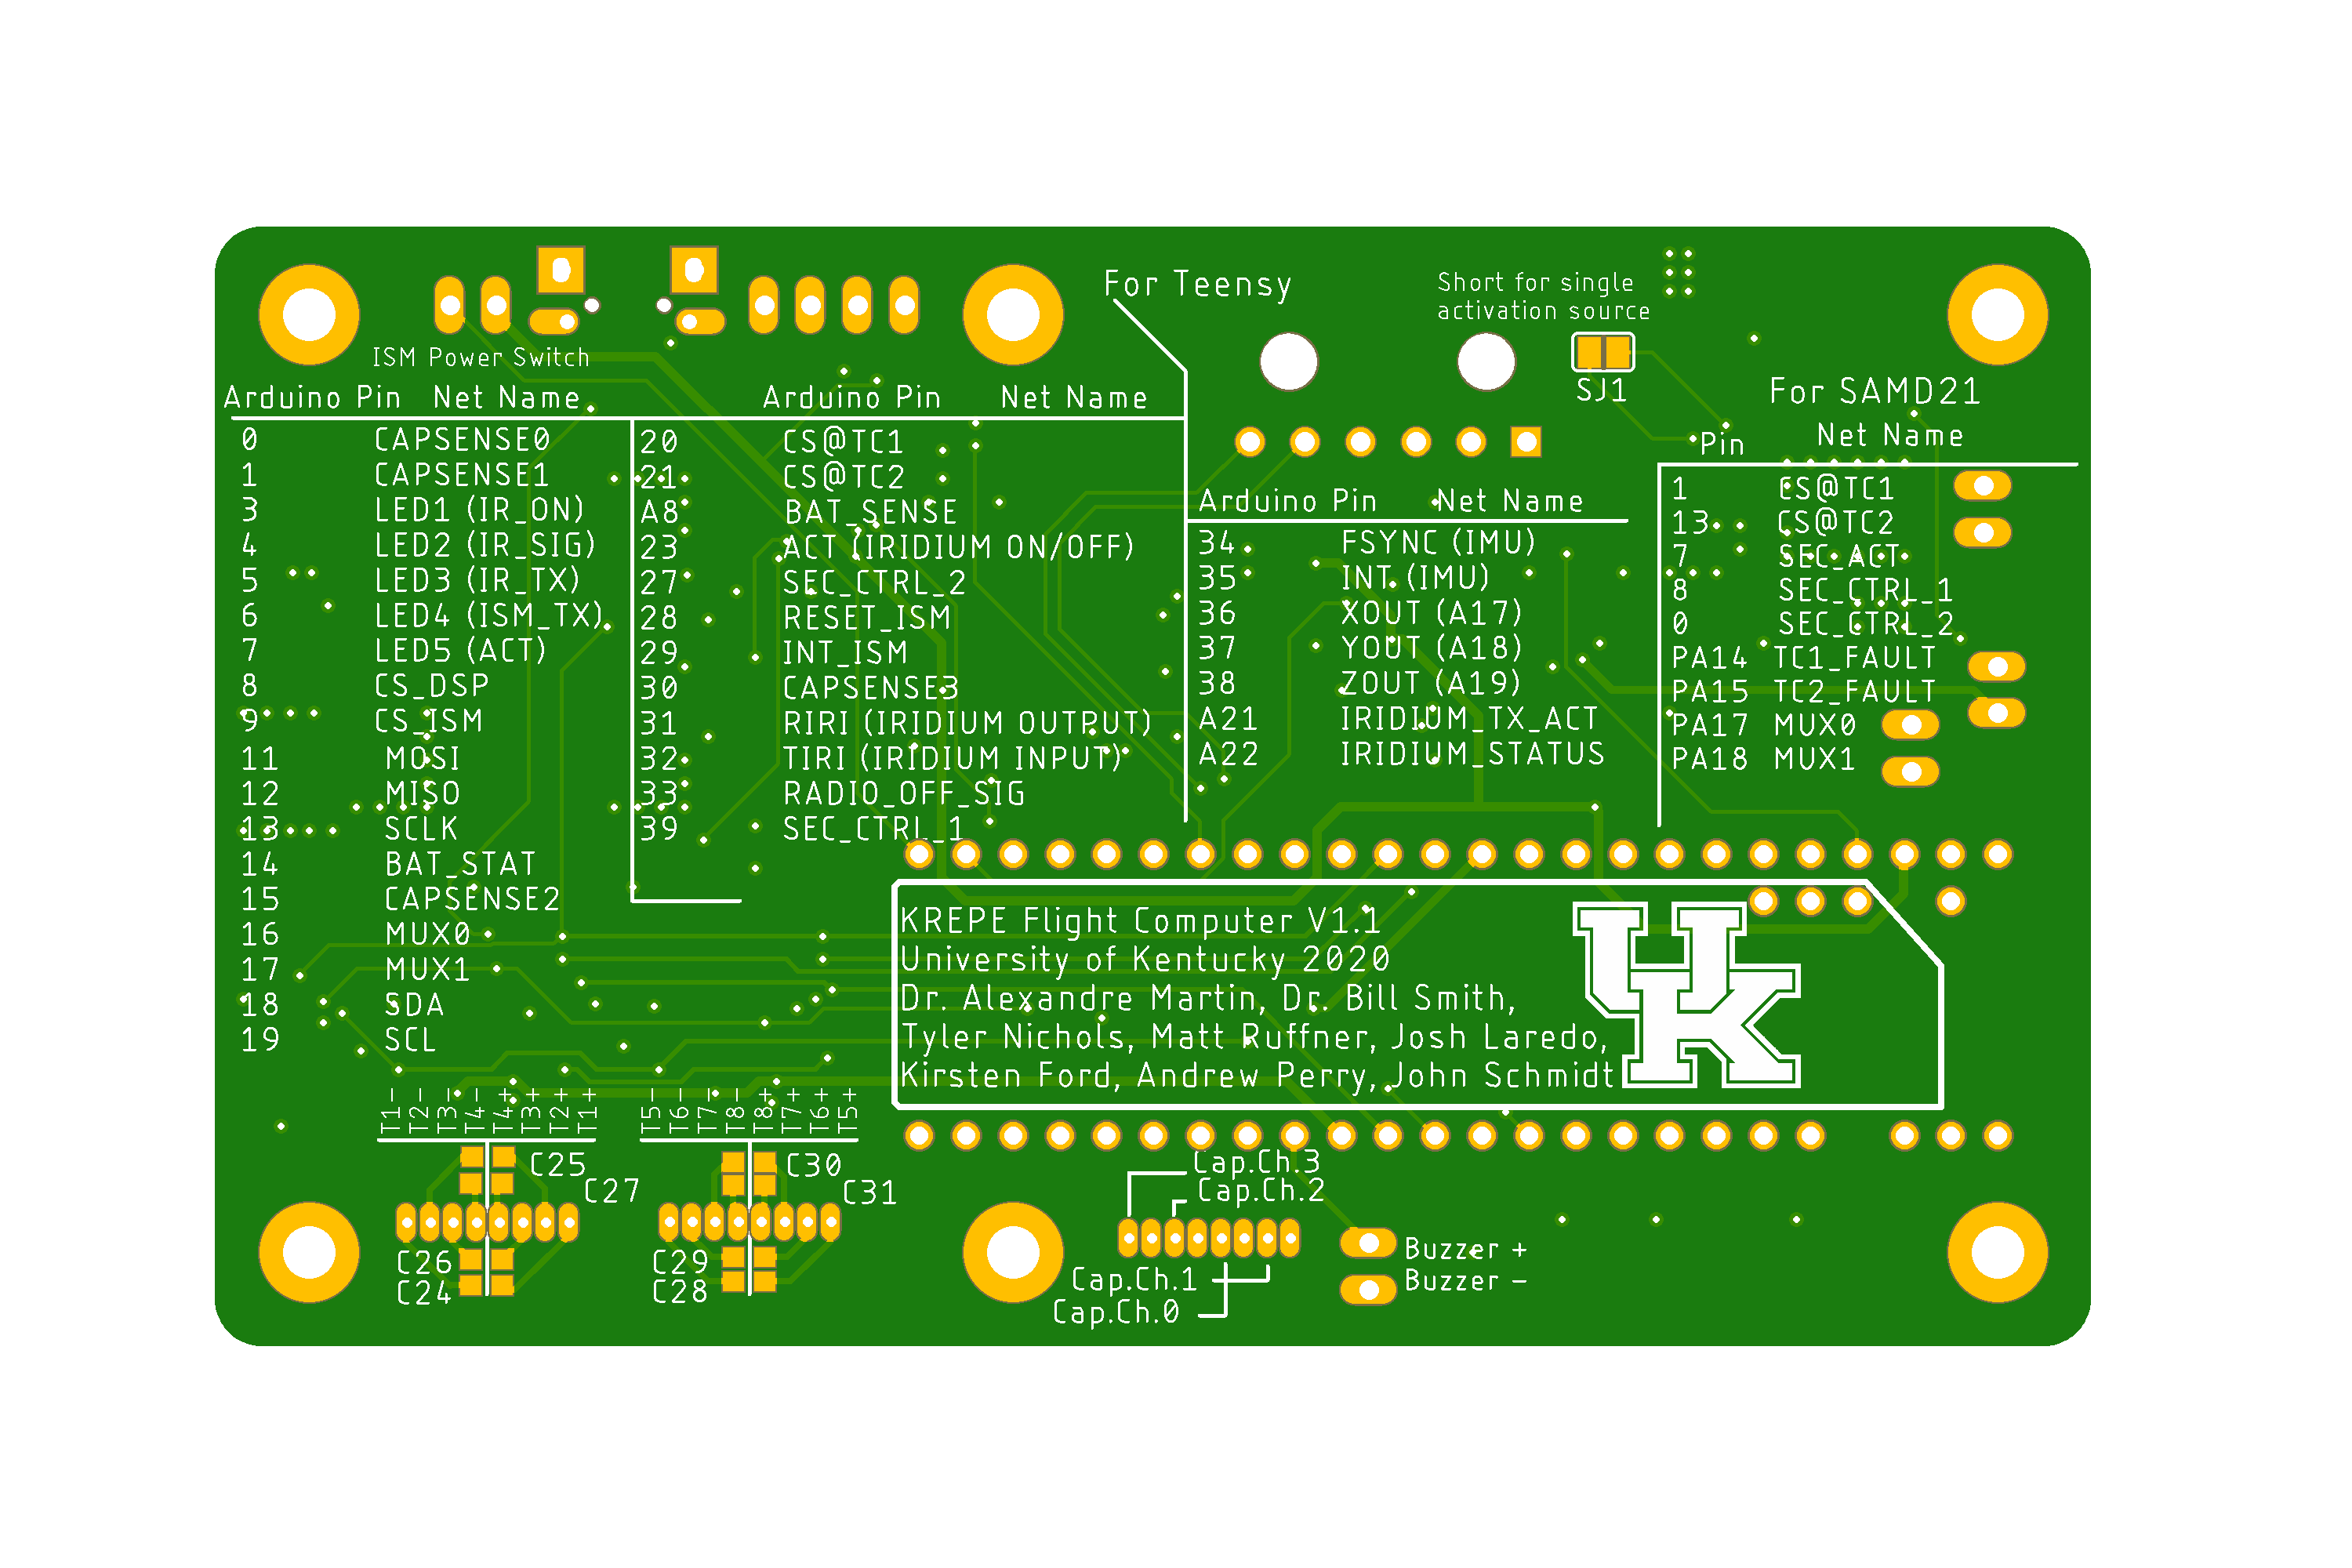 For Teensy
Short for single
activation source
SJ1
ISM Power Switch
Arduino Pin Net Name
0 CAPSENSE0
1 CAPSENSE1
3 LED1 (IR_ON)
4 LED2 (IR_SIG)
5 LED3 (IR_TX)
6 LED4 (ISM_TX)
7 LED5 (ACT)
8 CS_DSP
9 CS_ISM
11 MOSI
12 MISO
13 SCLK
14 BAT_STAT
15 CAPSENSE2
16 MUX0
17 MUX1
18 SDA
19 SCL
Arduino Pin Net Name
20 CS@TC1
21 CS@TC2
A8 BAT_SENSE
23 ACT (IRIDIUM ON/OFF)
27 SEC_CTRL_2
28 RESET_ISM
29 INT_ISM
30 CAPSENSE3
31 RIRI (IRIDIUM OUTPUT)
32 TIRI (IRIDIUM INPUT)
33 RADIO_OFF_SIG
39 SEC_CTRL_1
Arduino Pin Net Name
34 FSYNC (IMU)
35 INT (IMU)
36 XOUT (A17)
37 YOUT (A18)
38 ZOUT (A19)
A21 IRIDIUM_TX_ACT
A22 IRIDIUM_STATUS
For SAMD21
Pin Net Name
1 CS@TC1
13 CS@TC2
7 SEC_ACT
8 SEC_CTRL_1
0 SEC_CTRL_2
PA14 TC1_FAULT
PA15 TC2_FAULT
PA17 MUX0
PA18 MUX1
KREPE Flight Computer V1.1
University of Kentucky 2020
Dr. Alexandre Martin, Dr. Bill Smith,
Tyler Nichols, Matt Ruffner, Josh Laredo,
Kirsten Ford, Andrew Perry, John Schmidt
UK
T1- T2- T3- T4- T4+ T3+ T2+ T1+
T5- T6- T7- T8- T8+ T7+ T6+ T5+
C25
C27
C26
C24
C30
C31
C29
C28
Cap.Ch.3
Cap.Ch.2
Cap.Ch.1
Cap.Ch.0
Buzzer +
Buzzer -